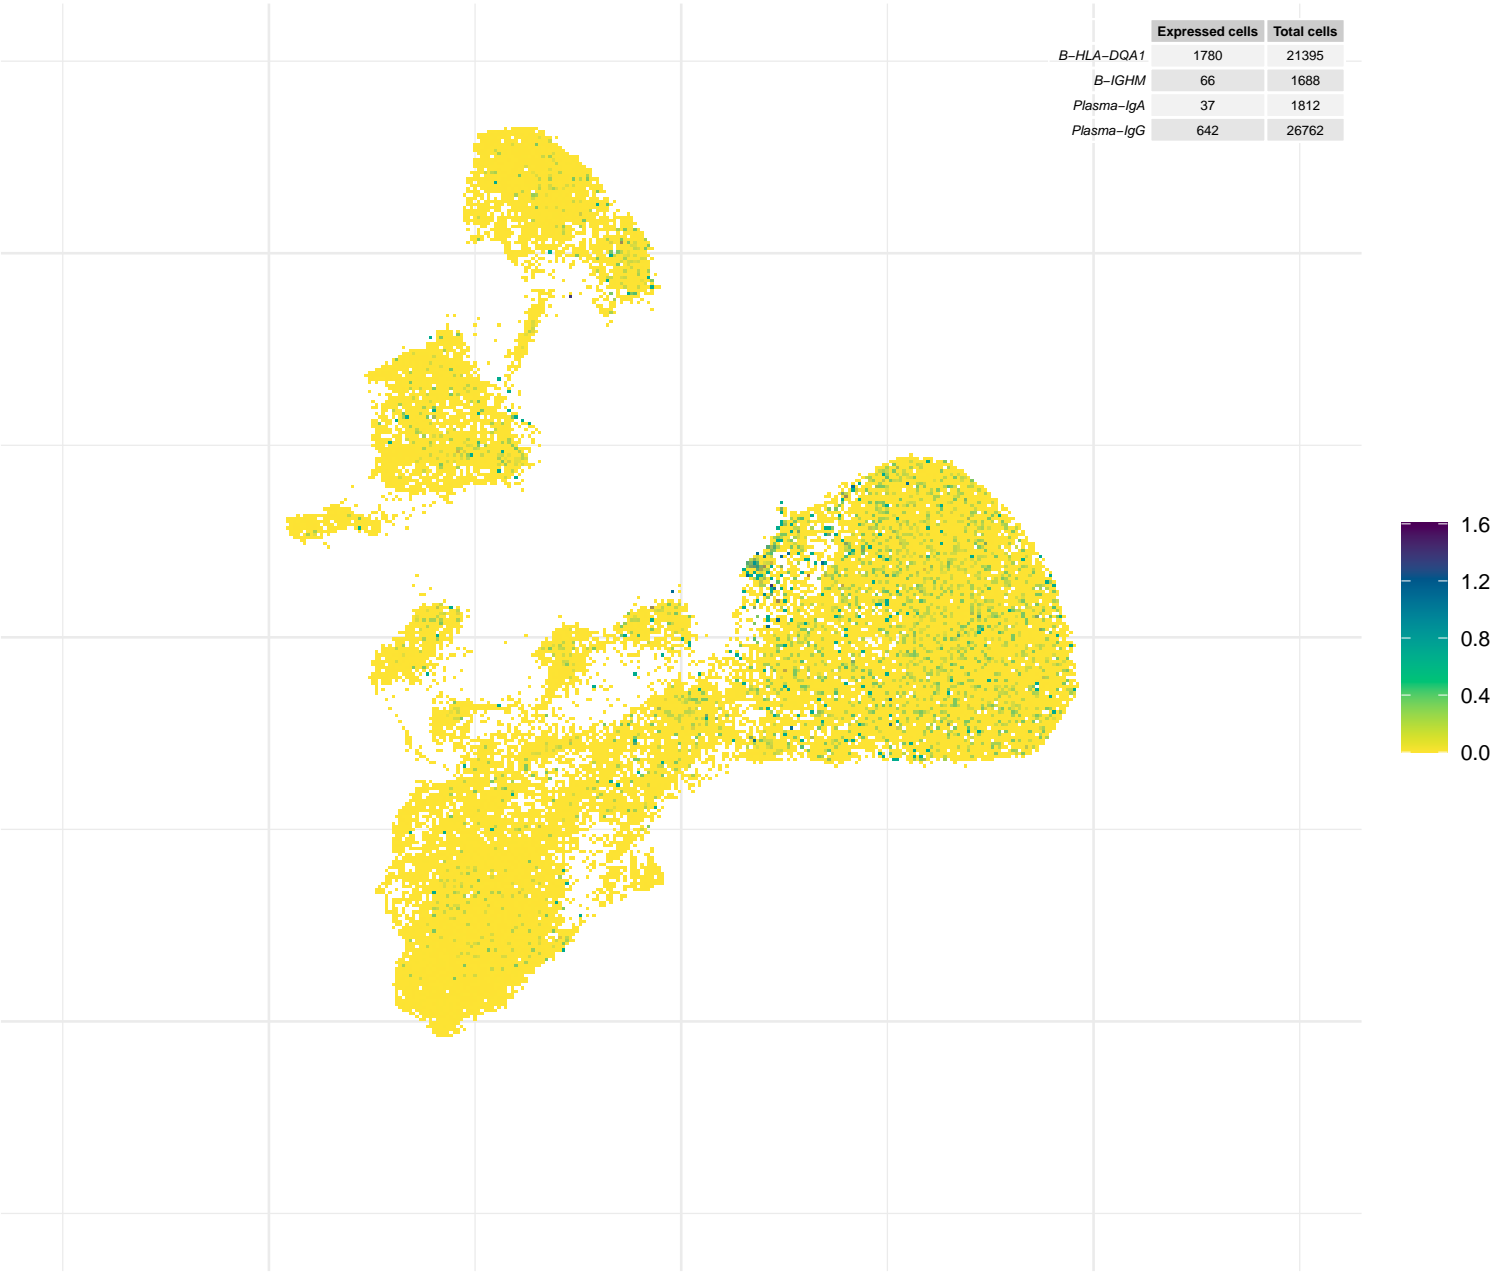 Expressed cells Total cells
B−HLA−DQA1 1780 21395
B−IGHM 66 1688
Plasma−IgA 37 1812
Plasma−IgG 642 26762
1.6
1.2
0.8
0.4
0.0